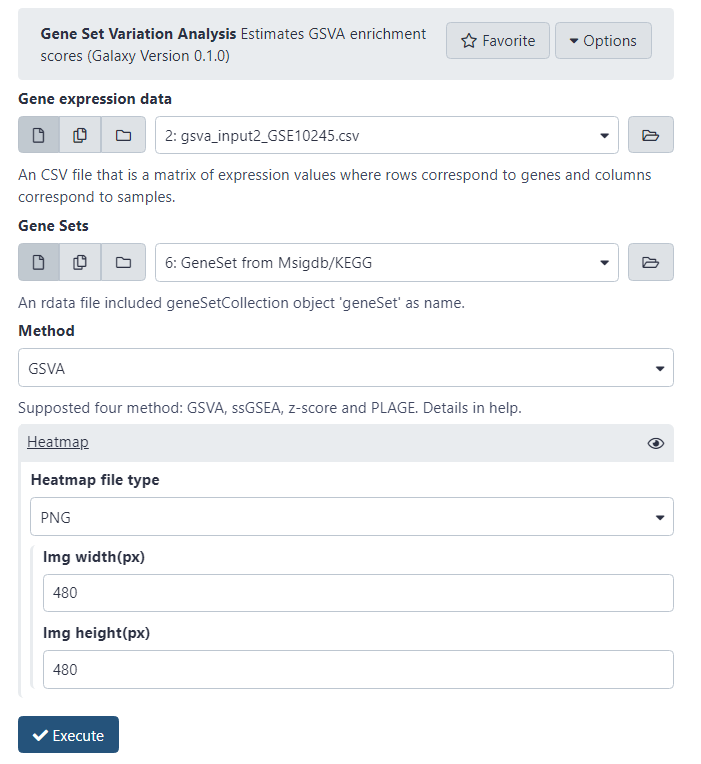 Gene Set Variation Analysis Estimates GSVA enrichment
scores (Galaxy Version 0.1.0)
Favorite
Options
Gene expression data
2: gsva_input2_GSE10245.csv
An CSV file that is a matrix of expression values where rows correspond to genes and columns
correspond to samples.
Gene Sets
6: GeneSet from Msigdb/KEGG
An rdata file included geneSetCollection object 'geneSet' as name.
Method
GSVA
Supposted four method: GSVA, ssGSEA, z-score and PLAGE. Details in help.
Heatmap
Heatmap file type
PNG
Img width(px)
480
Img height(px)
480
Execute